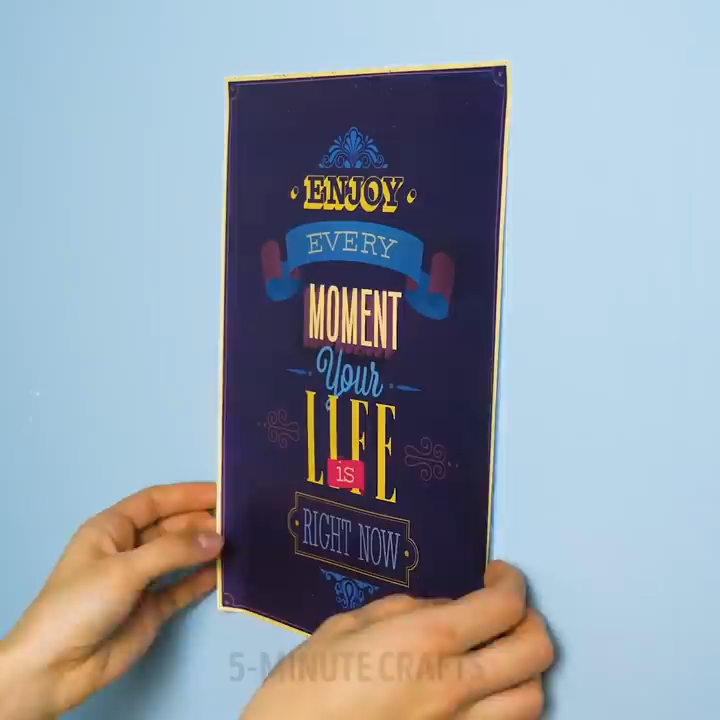 ENJOY
EVERY
MOMENT
Your
LIFE
is
RIGHT NOW
5-MINUTE CRAFTS